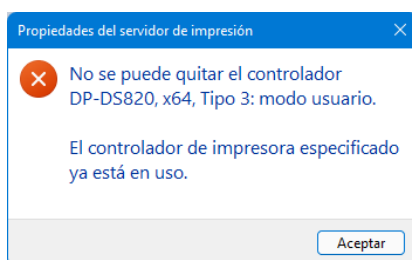 Propiedades del servidor de impresión
No se puede quitar el controlador
DP-DS820, x64, Tipo 3: modo usuario.
El controlador de impresora especificado
ya está en uso.
Aceptar